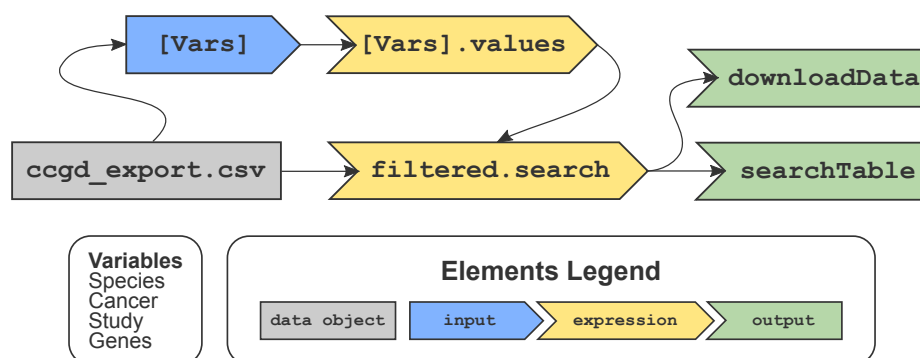 [Vars]
[Vars].values
downloadData
ccgd_export.csv
filtered.search
searchTable
Variables
Species
Cancer
Study
Genes
Elements Legend
data object
input
expression
output